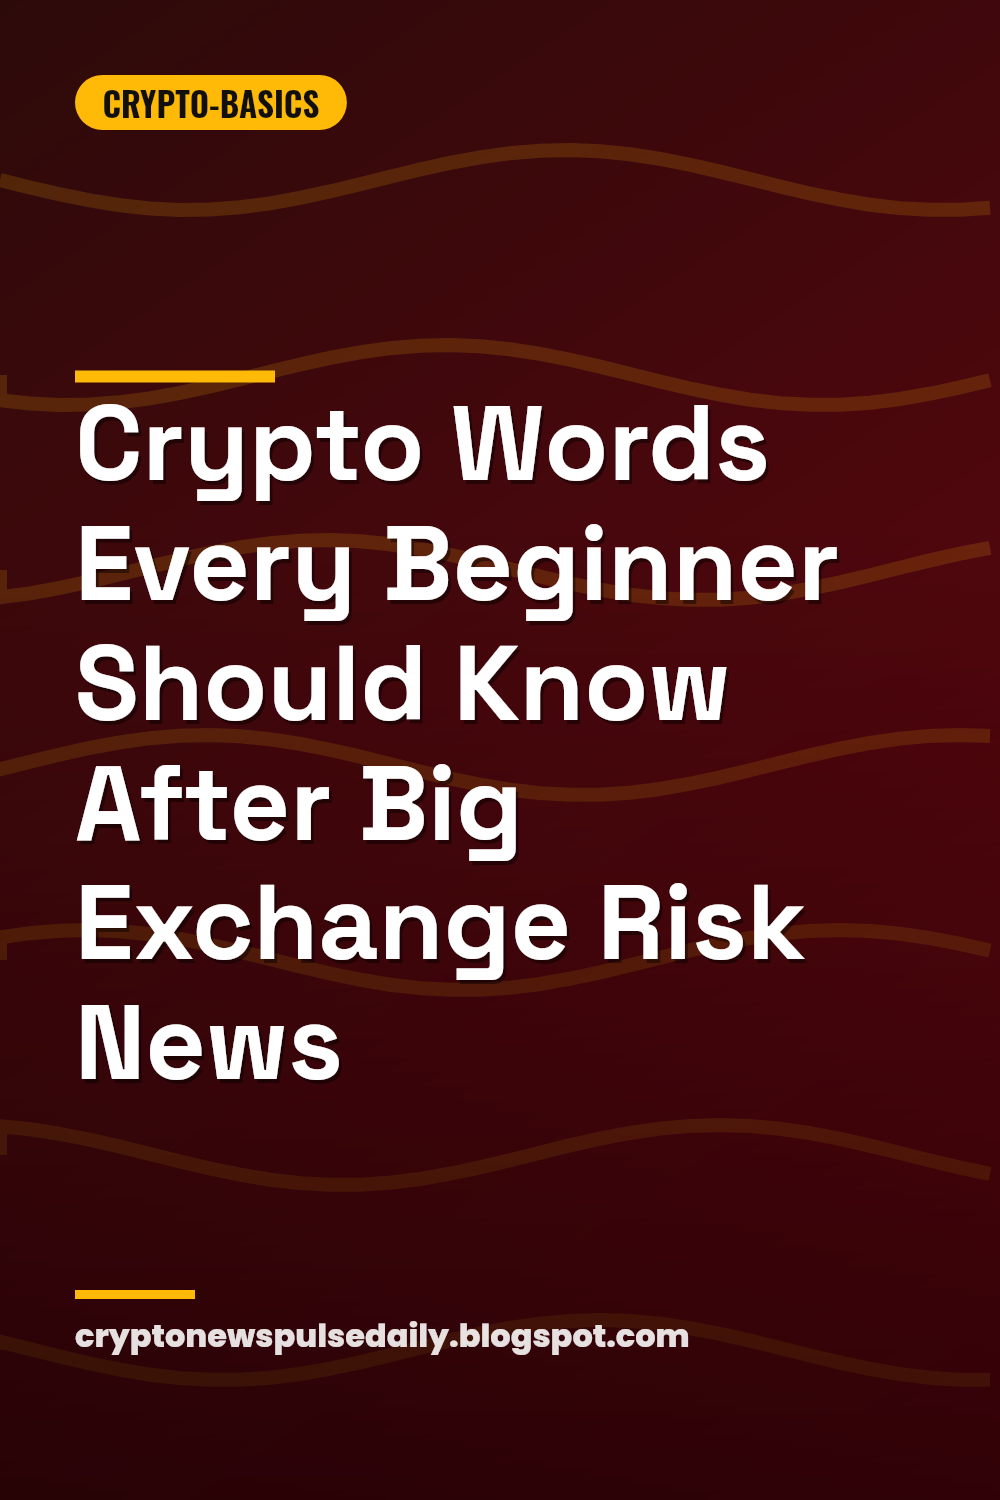 CRYPTO-BASICS
Crypto Words
Every Beginner
Should Know
After Big
Exchange Risk
News
cryptonewspulsedaily.blogspot.com